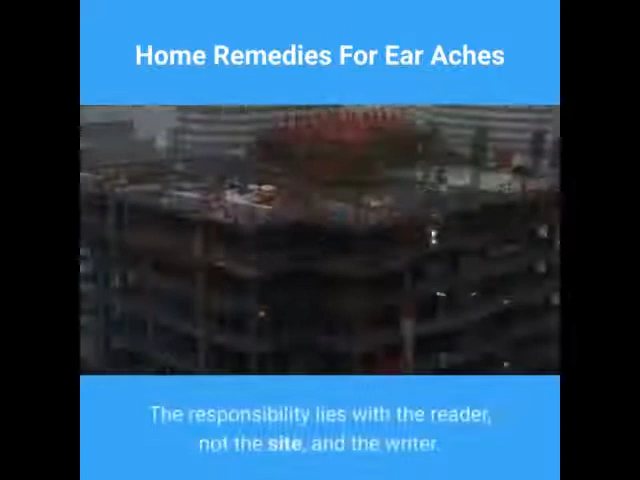 Home Remedies For Ear Aches
The responsibility lies with the reader,
not the site, and the writer.